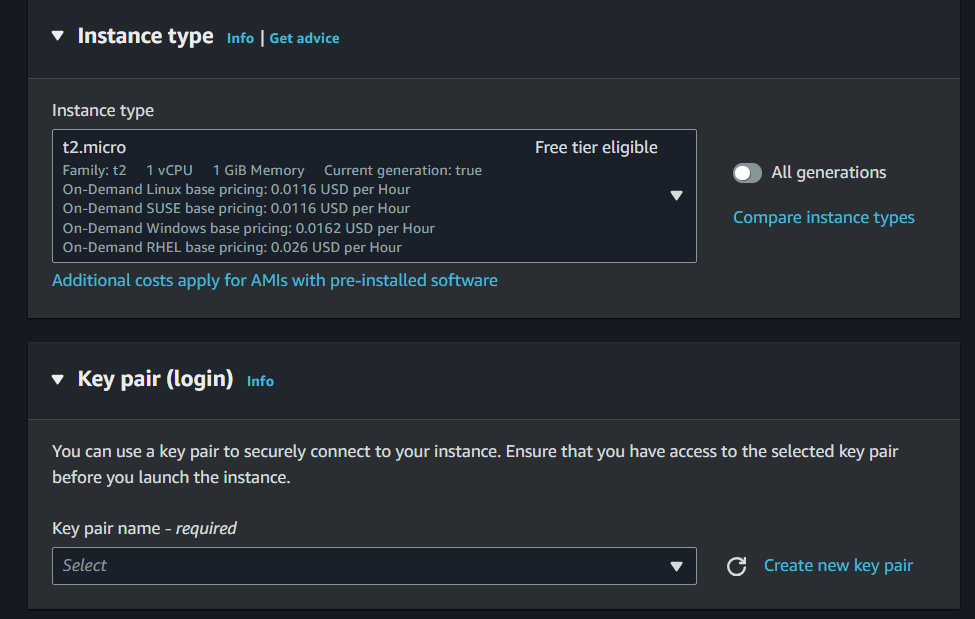 Instance type Info | Get advice
Instance type
t2.micro Free tier eligible
Family: t2 1 vCPU 1 GiB Memory Current generation: true
On-Demand Linux base pricing: 0.0116 USD per Hour
On-Demand SUSE base pricing: 0.0116 USD per Hour
On-Demand Windows base pricing: 0.0162 USD per Hour
On-Demand RHEL base pricing: 0.026 USD per Hour
All generations
Compare instance types
Additional costs apply for AMIs with pre-installed software
Key pair (login) Info
You can use a key pair to securely connect to your instance. Ensure that you have access to the selected key pair
before you launch the instance.
Key pair name - required
Select
Create new key pair